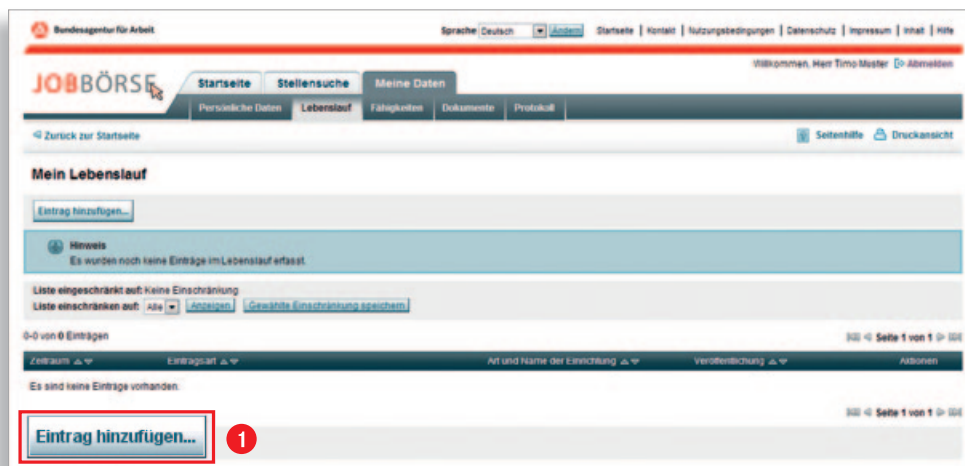 Bundesagentur für Arbeit
Sprache Deutsch Ändern Startseite | Kontakt | Nutzungsbedingungen | Datenschutz | Impressum | Inhalt | Hilfe
Willkommen, Herr Timo Muster Abmelden
JOBBÖRSE
Startseite Stellensuche Meine Daten
Persönliche Daten Lebenslauf Fähigkeiten Dokumente Protokoll
Zurück zur Startseite Seitenhilfe Druckansicht
Mein Lebenslauf
Eintrag hinzufügen...
Hinweis
Es wurden noch keine Einträge im Lebenslauf erfasst.
Liste eingeschränkt auf: Keine Einschränkung
Liste einschränken auf: Alle Anzeigen Gewählte Einschränkung speichern
0-0 von 0 Einträgen Seite 1 von 1
Zeitraum Eintragsart Art und Name der Einrichtung Veröffentlichung Aktionen
Es sind keine Einträge vorhanden.
Seite 1 von 1
Eintrag hinzufügen... 1